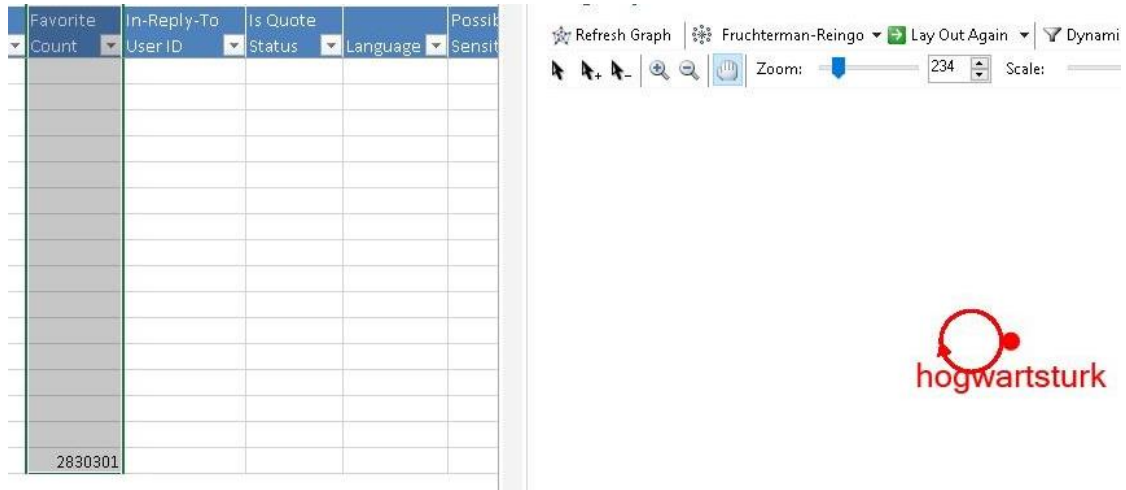 Favorite In-Reply-To Is Quote Possib
Count User ID Status Language Sensit
2830301
Refresh Graph Fruchterman-Reingo Lay Out Again Dynami
Zoom: 234 Scale:
hogwartsturk